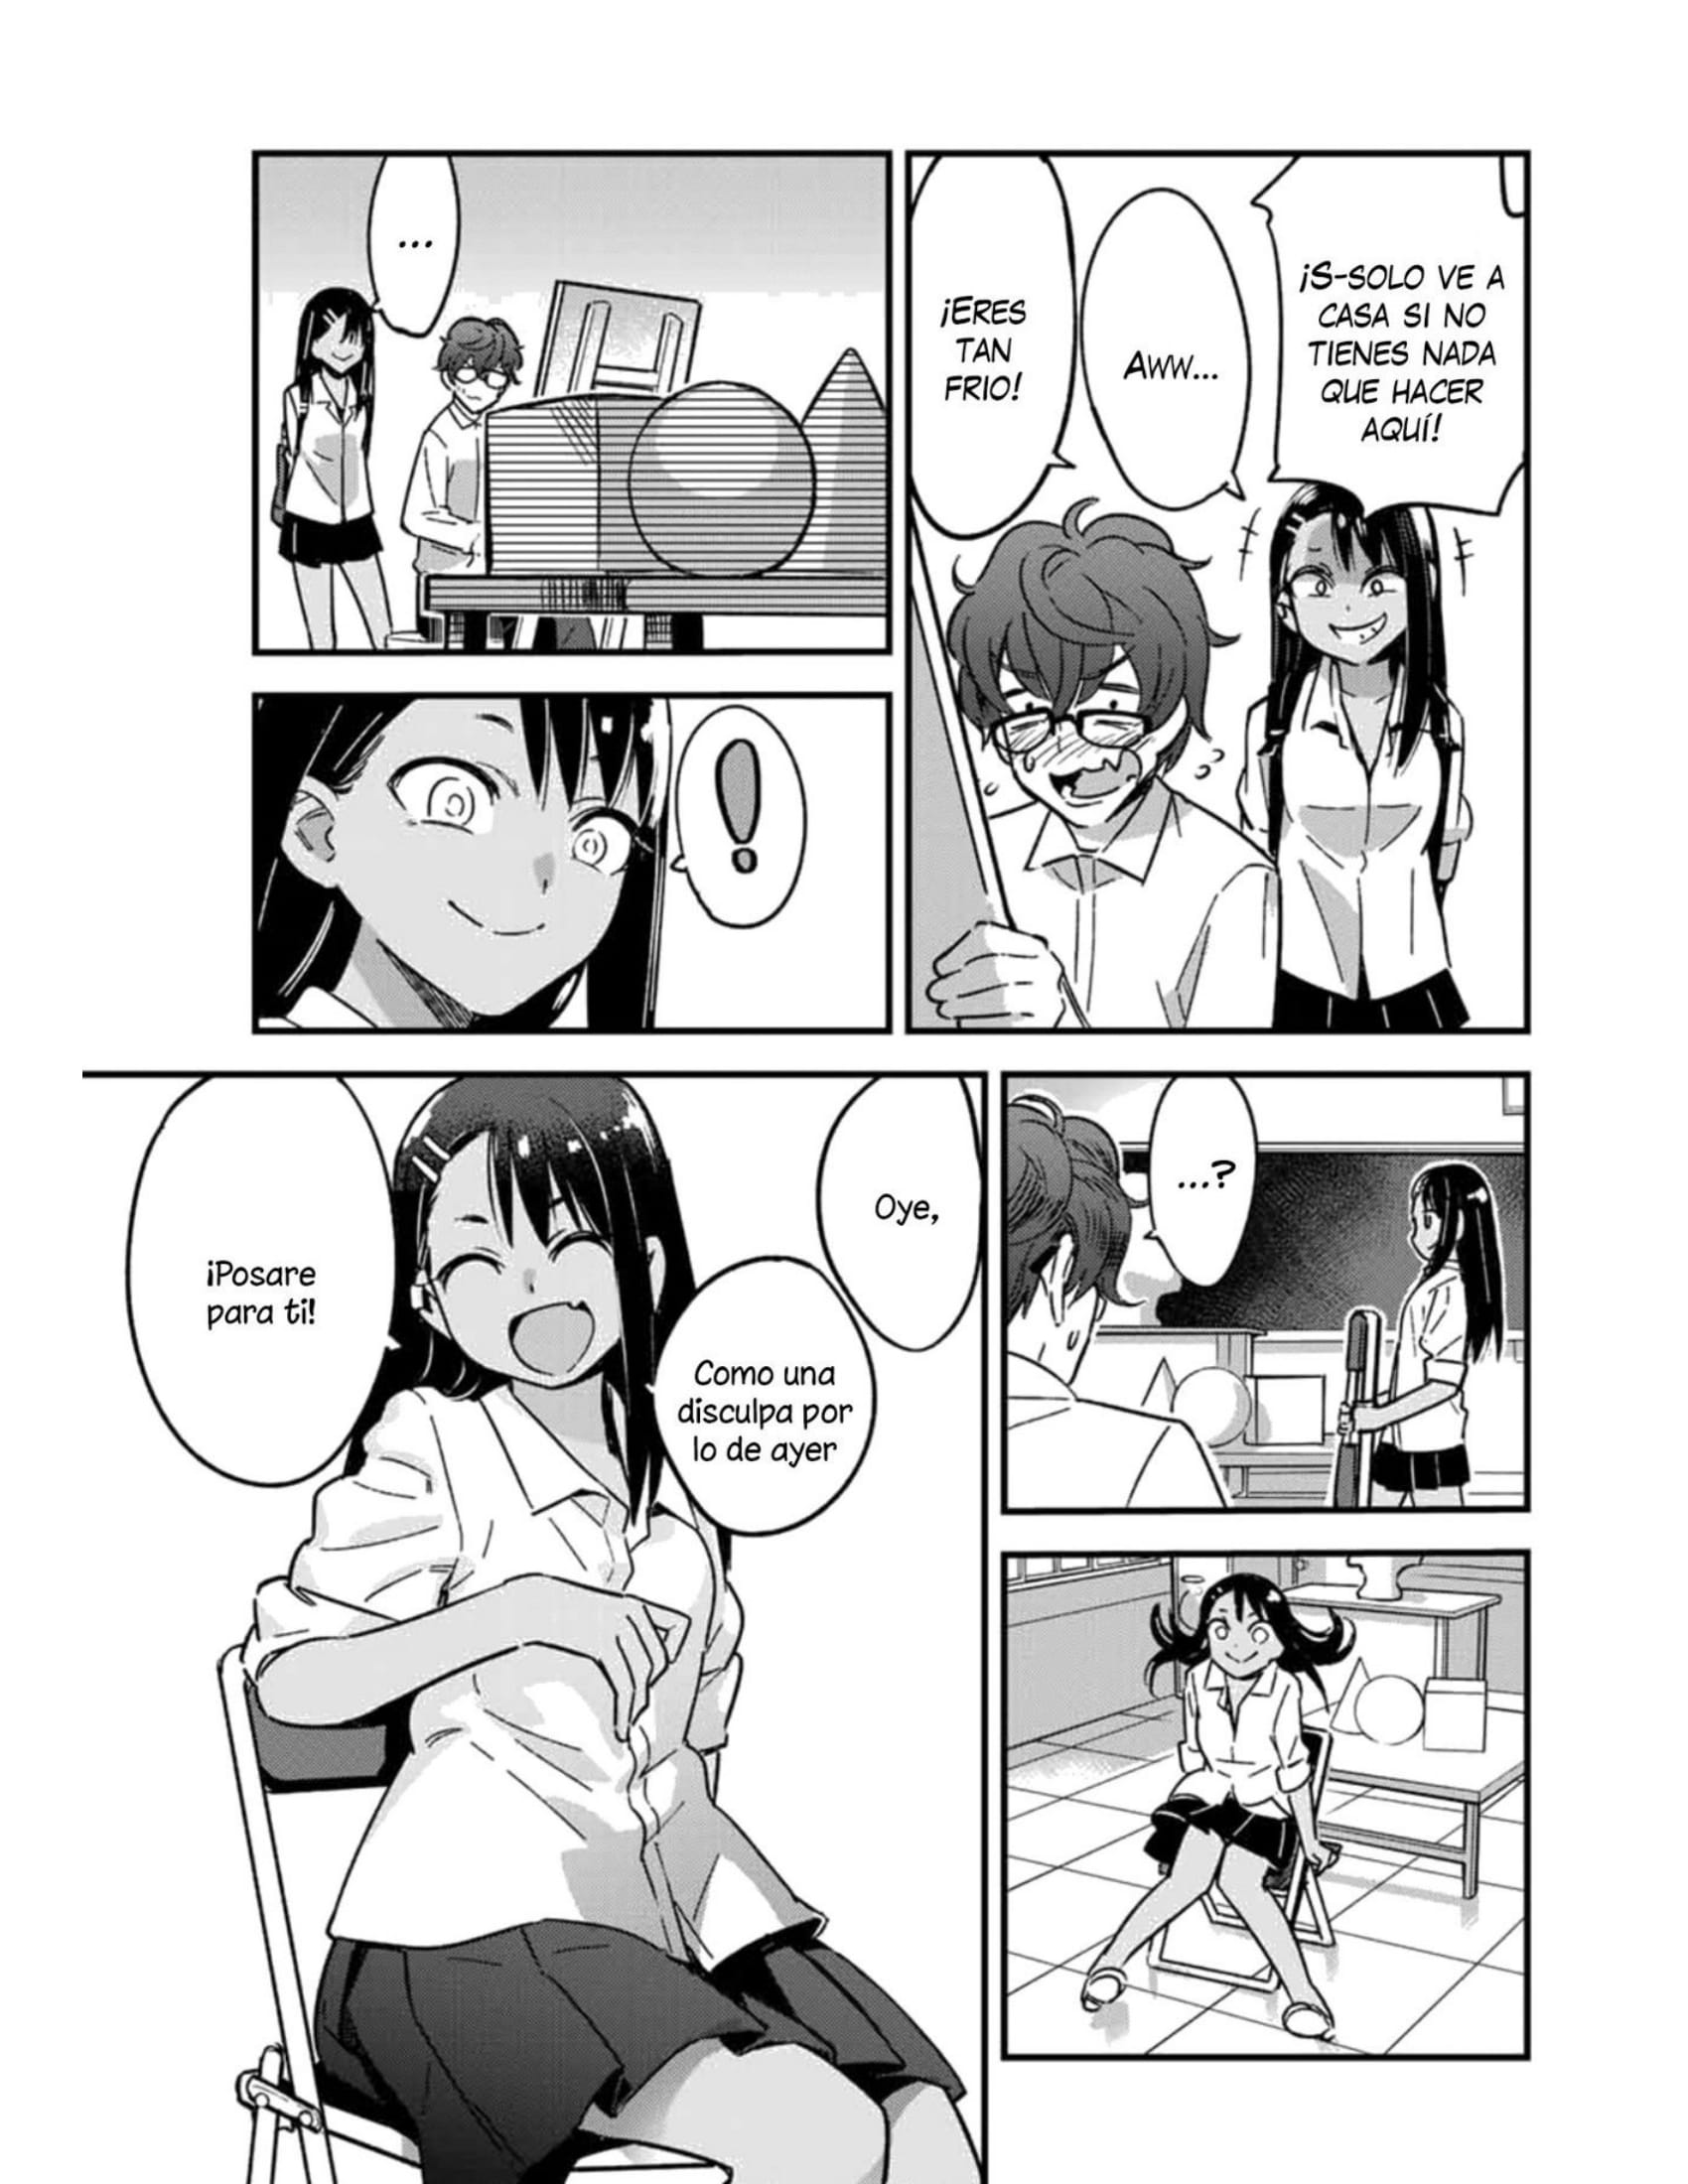 ¡S-SOLO VE A
CASA SI NO
TIENES NADA
QUE HACER
AQUÍ!
AWW...
¡ERES
TAN
FRIO!
...
!
...?
Oye,
Como una
disculpa por
lo de ayer
¡Posare
para ti!